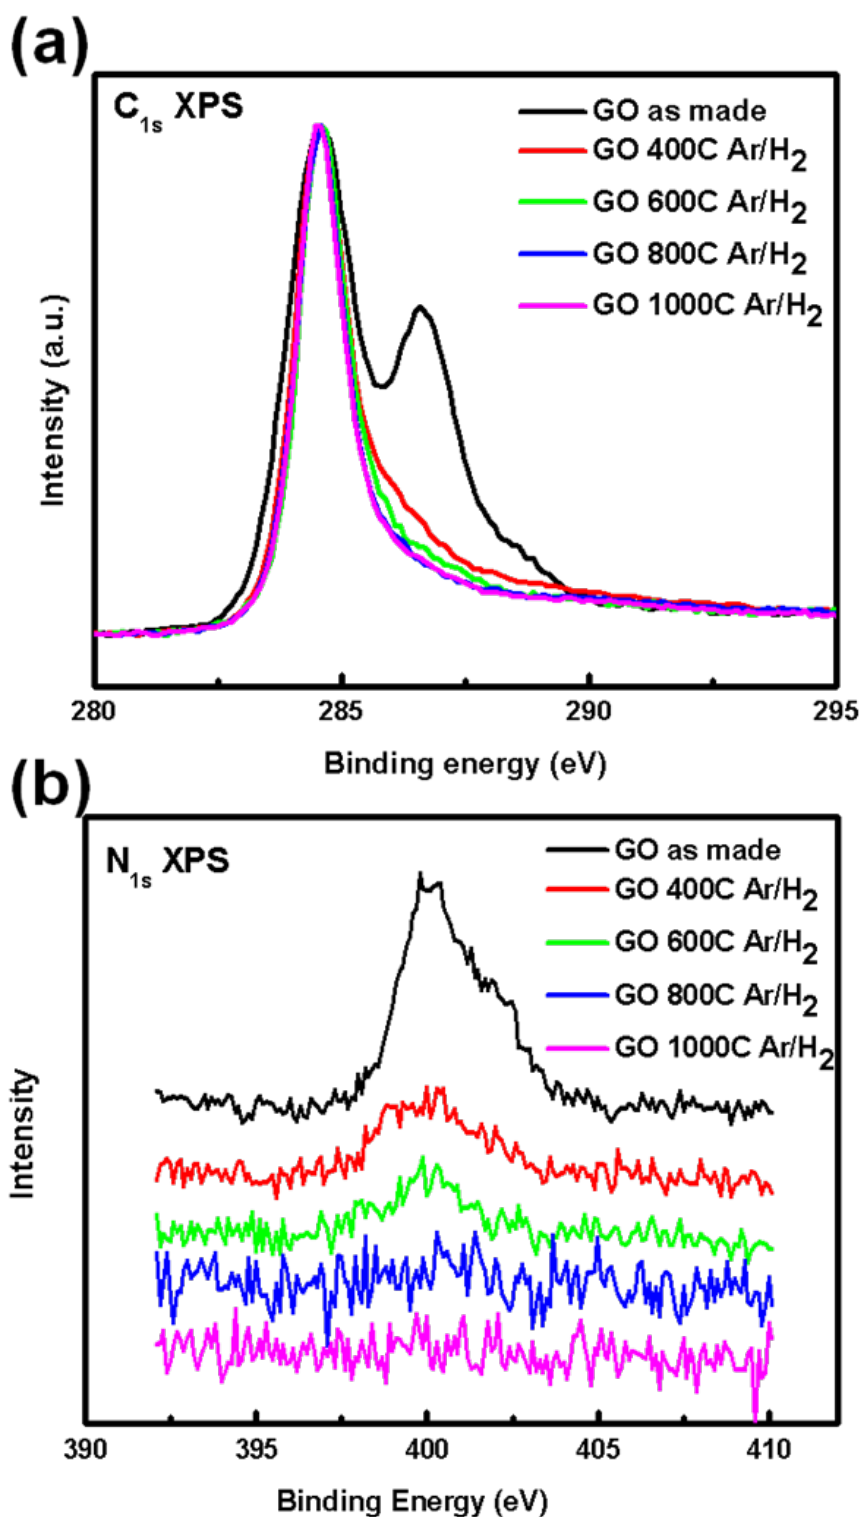 (a)
C1s XPS
GO as made
GO 400C Ar/H2
GO 600C Ar/H2
GO 800C Ar/H2
GO 1000C Ar/H2
Intensity (a.u.)
280 285 290 295
Binding energy (eV)
(b)
N1s XPS
GO as made
GO 400C Ar/H2
GO 600C Ar/H2
GO 800C Ar/H2
GO 1000C Ar/H2
Intensity
390 395 400 405 410
Binding Energy (eV)